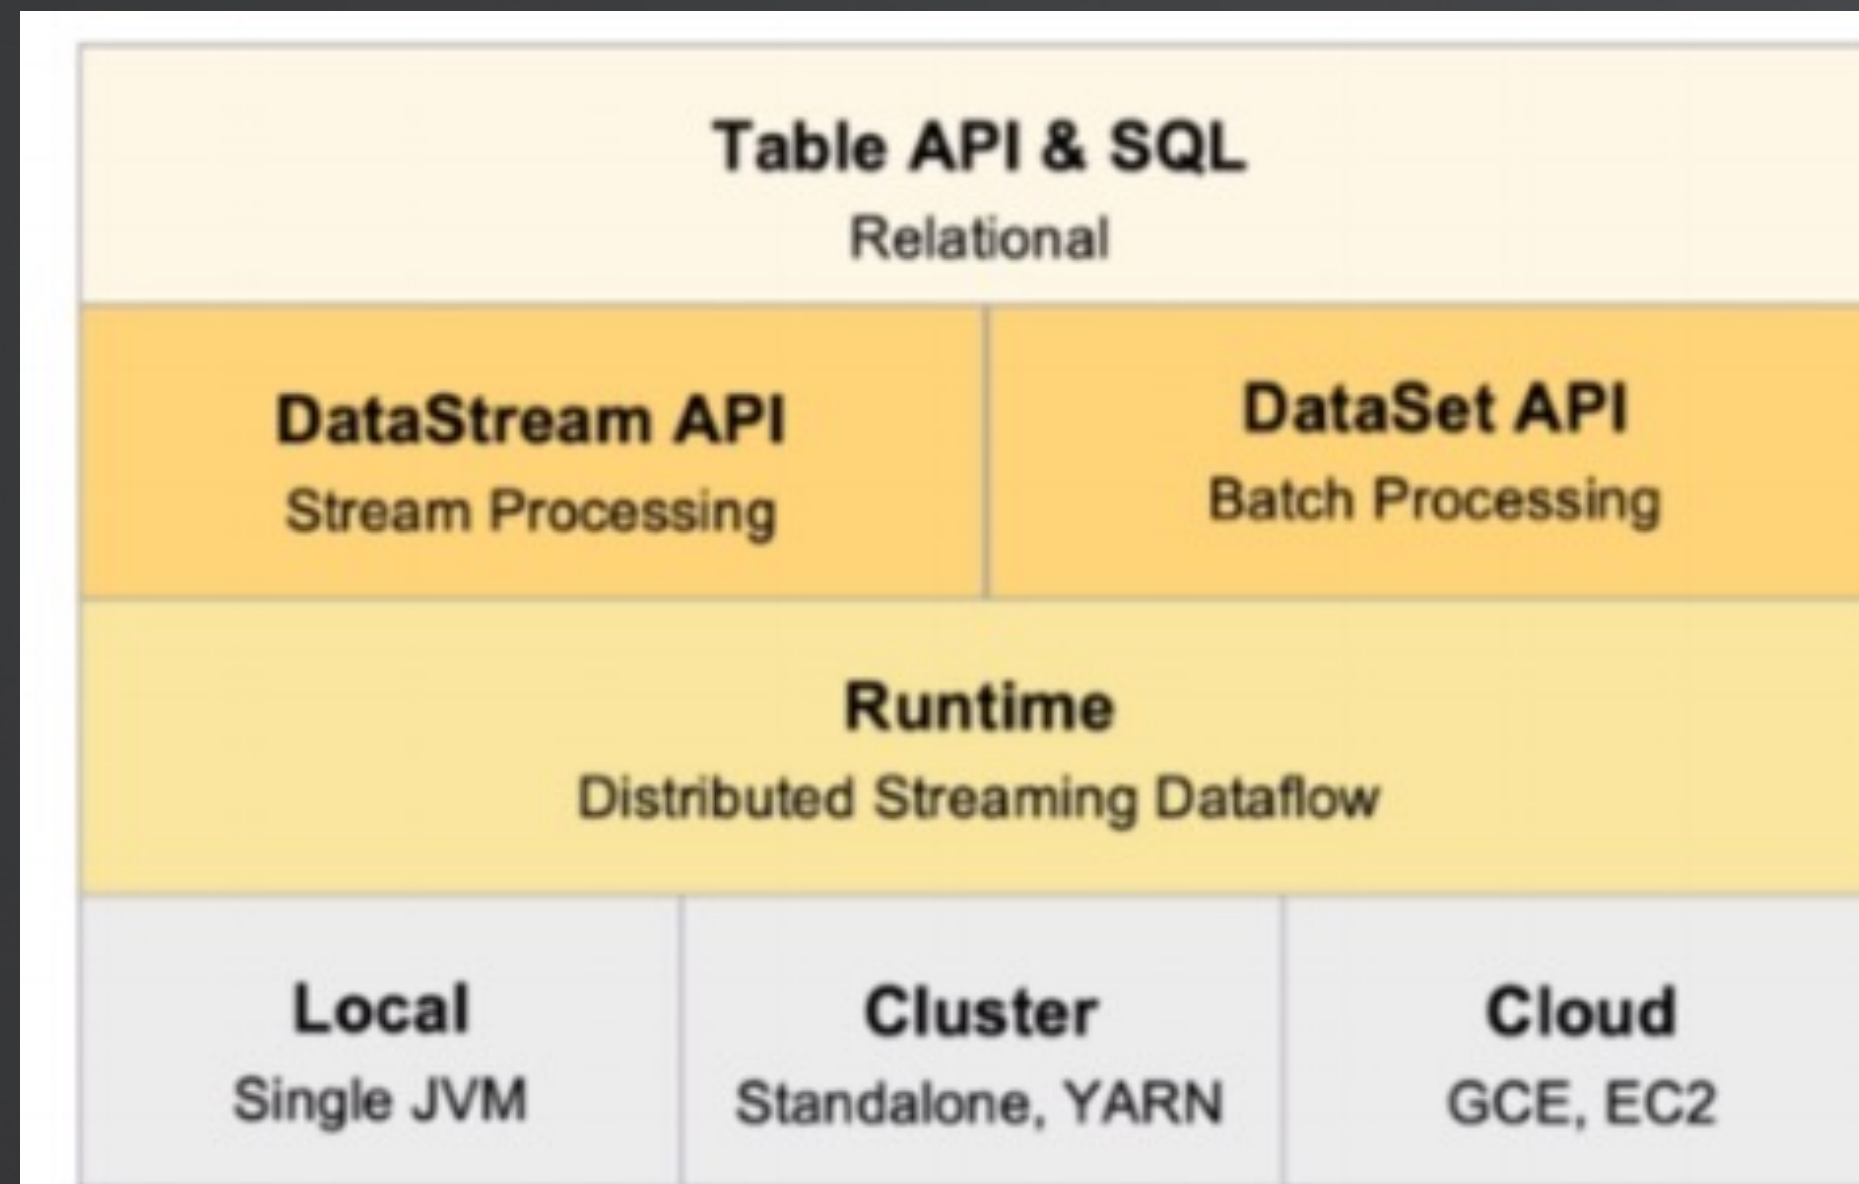 Table API & SQL
Relational
DataStream API
Stream Processing
DataSet API
Batch Processing
Runtime
Distributed Streaming Dataflow
Local
Single JVM
Cluster
Standalone, YARN
Cloud
GCE, EC2